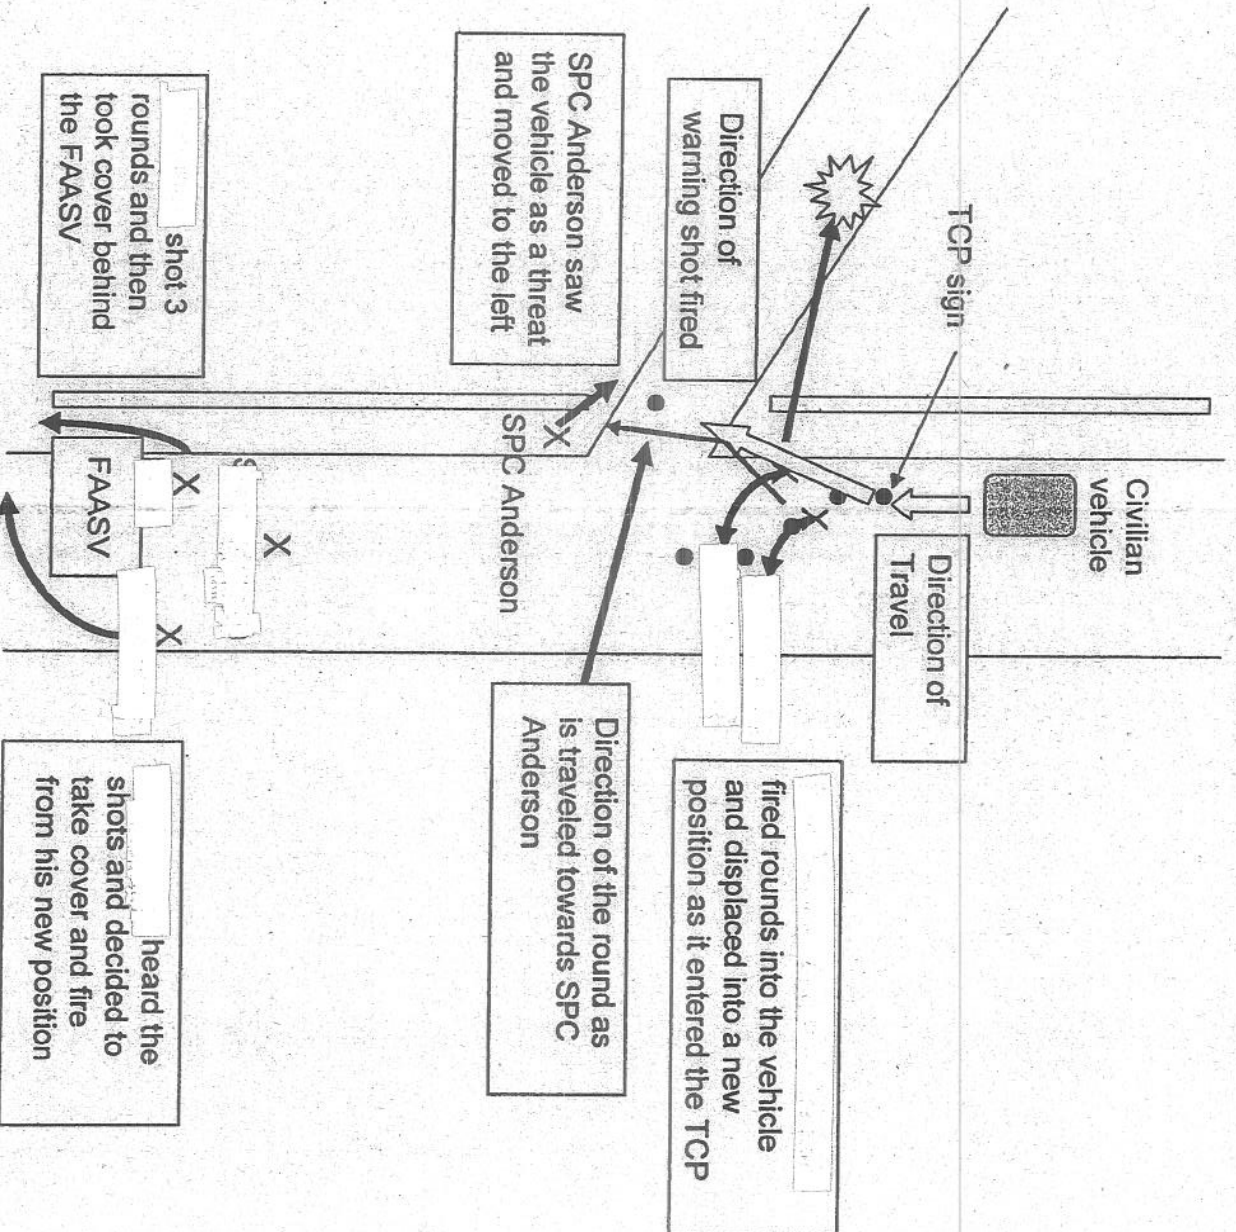 Civilian
vehicle
TCP sign
Direction of
Travel
Direction of
warning shot fired
fired rounds into the vehicle
and displaced into a new
position as it entered the TCP
SPC Anderson saw
the vehicle as a threat
and moved to the left
Direction of the round as
is traveled towards SPC
Anderson
X
X
SPC Anderson
X
X
X
FAASV
shot 3
rounds and then
took cover behind
the FAASV
heard the
shots and decided to
take cover and fire
from his new position